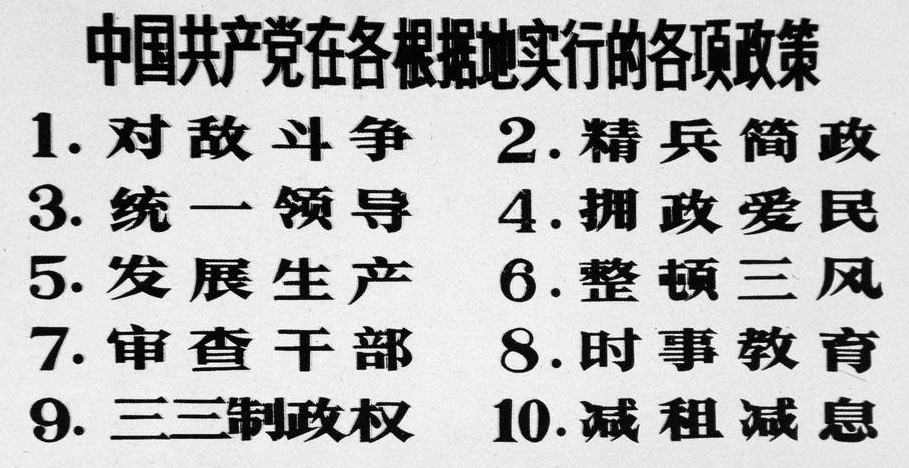 中国共产党在各根据地实行的各项政策
1. 对敌斗争 2. 精兵简政
3. 统一领导 4. 拥政爱民
5. 发展生产 6. 整顿三风
7. 审查干部 8. 时事教育
9. 三三制政权 10. 减租减息